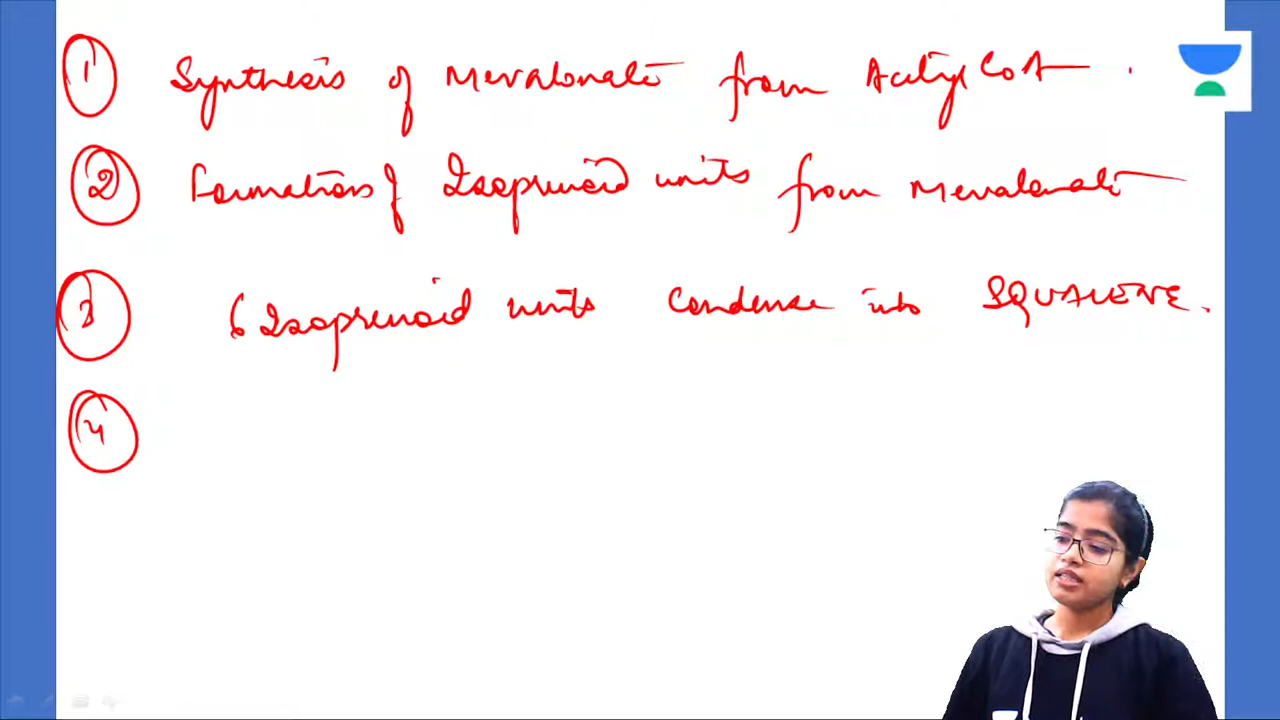 1 Synthesis of Mevalonate from Acetyl CoA.
2 Formation of Isoprenoid units from Mevalonate
3 6 Isoprenoid units Condense into SQUALENE.
4